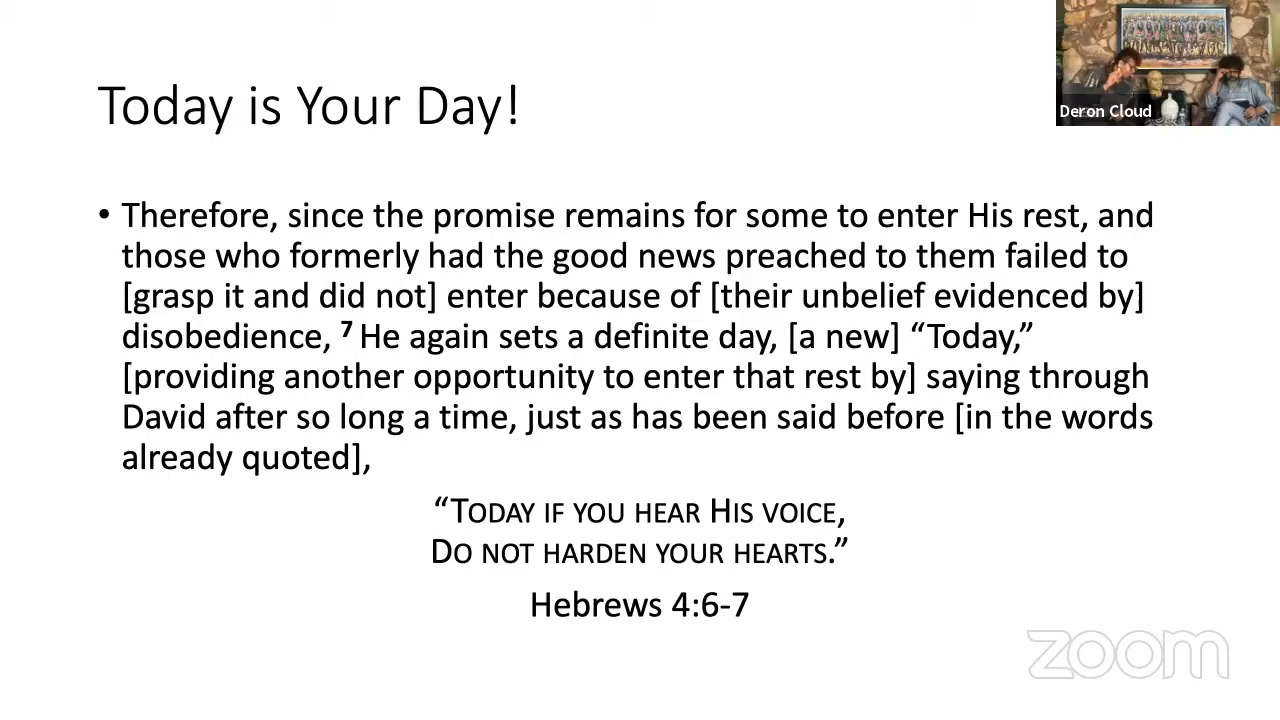 Today is Your Day!
Deron Cloud
• Therefore, since the promise remains for some to enter His rest, and
those who formerly had the good news preached to them failed to
[grasp it and did not] enter because of [their unbelief evidenced by]
disobedience, ⁷ He again sets a definite day, [a new] “Today,”
[providing another opportunity to enter that rest by] saying through
David after so long a time, just as has been said before [in the words
already quoted],
“Today if you hear His voice,
Do not harden your hearts.”
Hebrews 4:6-7
zoom